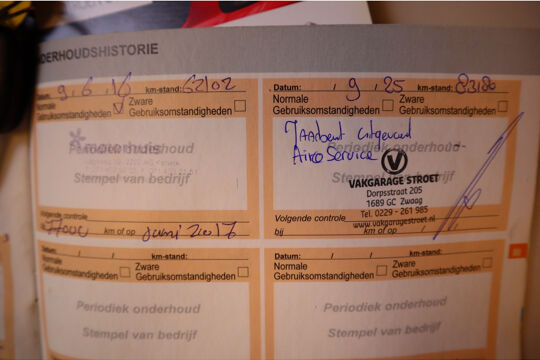 ONDERHOUDSHISTORIE
Datum: 9.6.16 km-stand: 62102
Normale Gebruiksomstandigheden
Zware Gebruiksomstandigheden
Periodiek onderhoud
Stempel van bedrijf
Volgende controle
77000 km of op Juni 2017
Datum: / 9 / 25 km-stand:
Normale Gebruiksomstandigheden
Zware Gebruiksomstandigheden
Periodiek onderhoud
Airco Service
VAKGARAGE STROET
Dorpsstraat 205
1689 GC Zwaag
Tel. 0229 - 261 985
www.vakgaragestroet.nl
Volgende controle
bij km of op
Datum: / / km-stand:
Normale Gebruiksomstandigheden
Zware Gebruiksomstandigheden
Periodiek onderhoud
Stempel van bedrijf
Datum: / / km-stand:
Normale Gebruiksomstandigheden
Zware Gebruiksomstandigheden
Periodiek onderhoud
Stempel van bedrijf